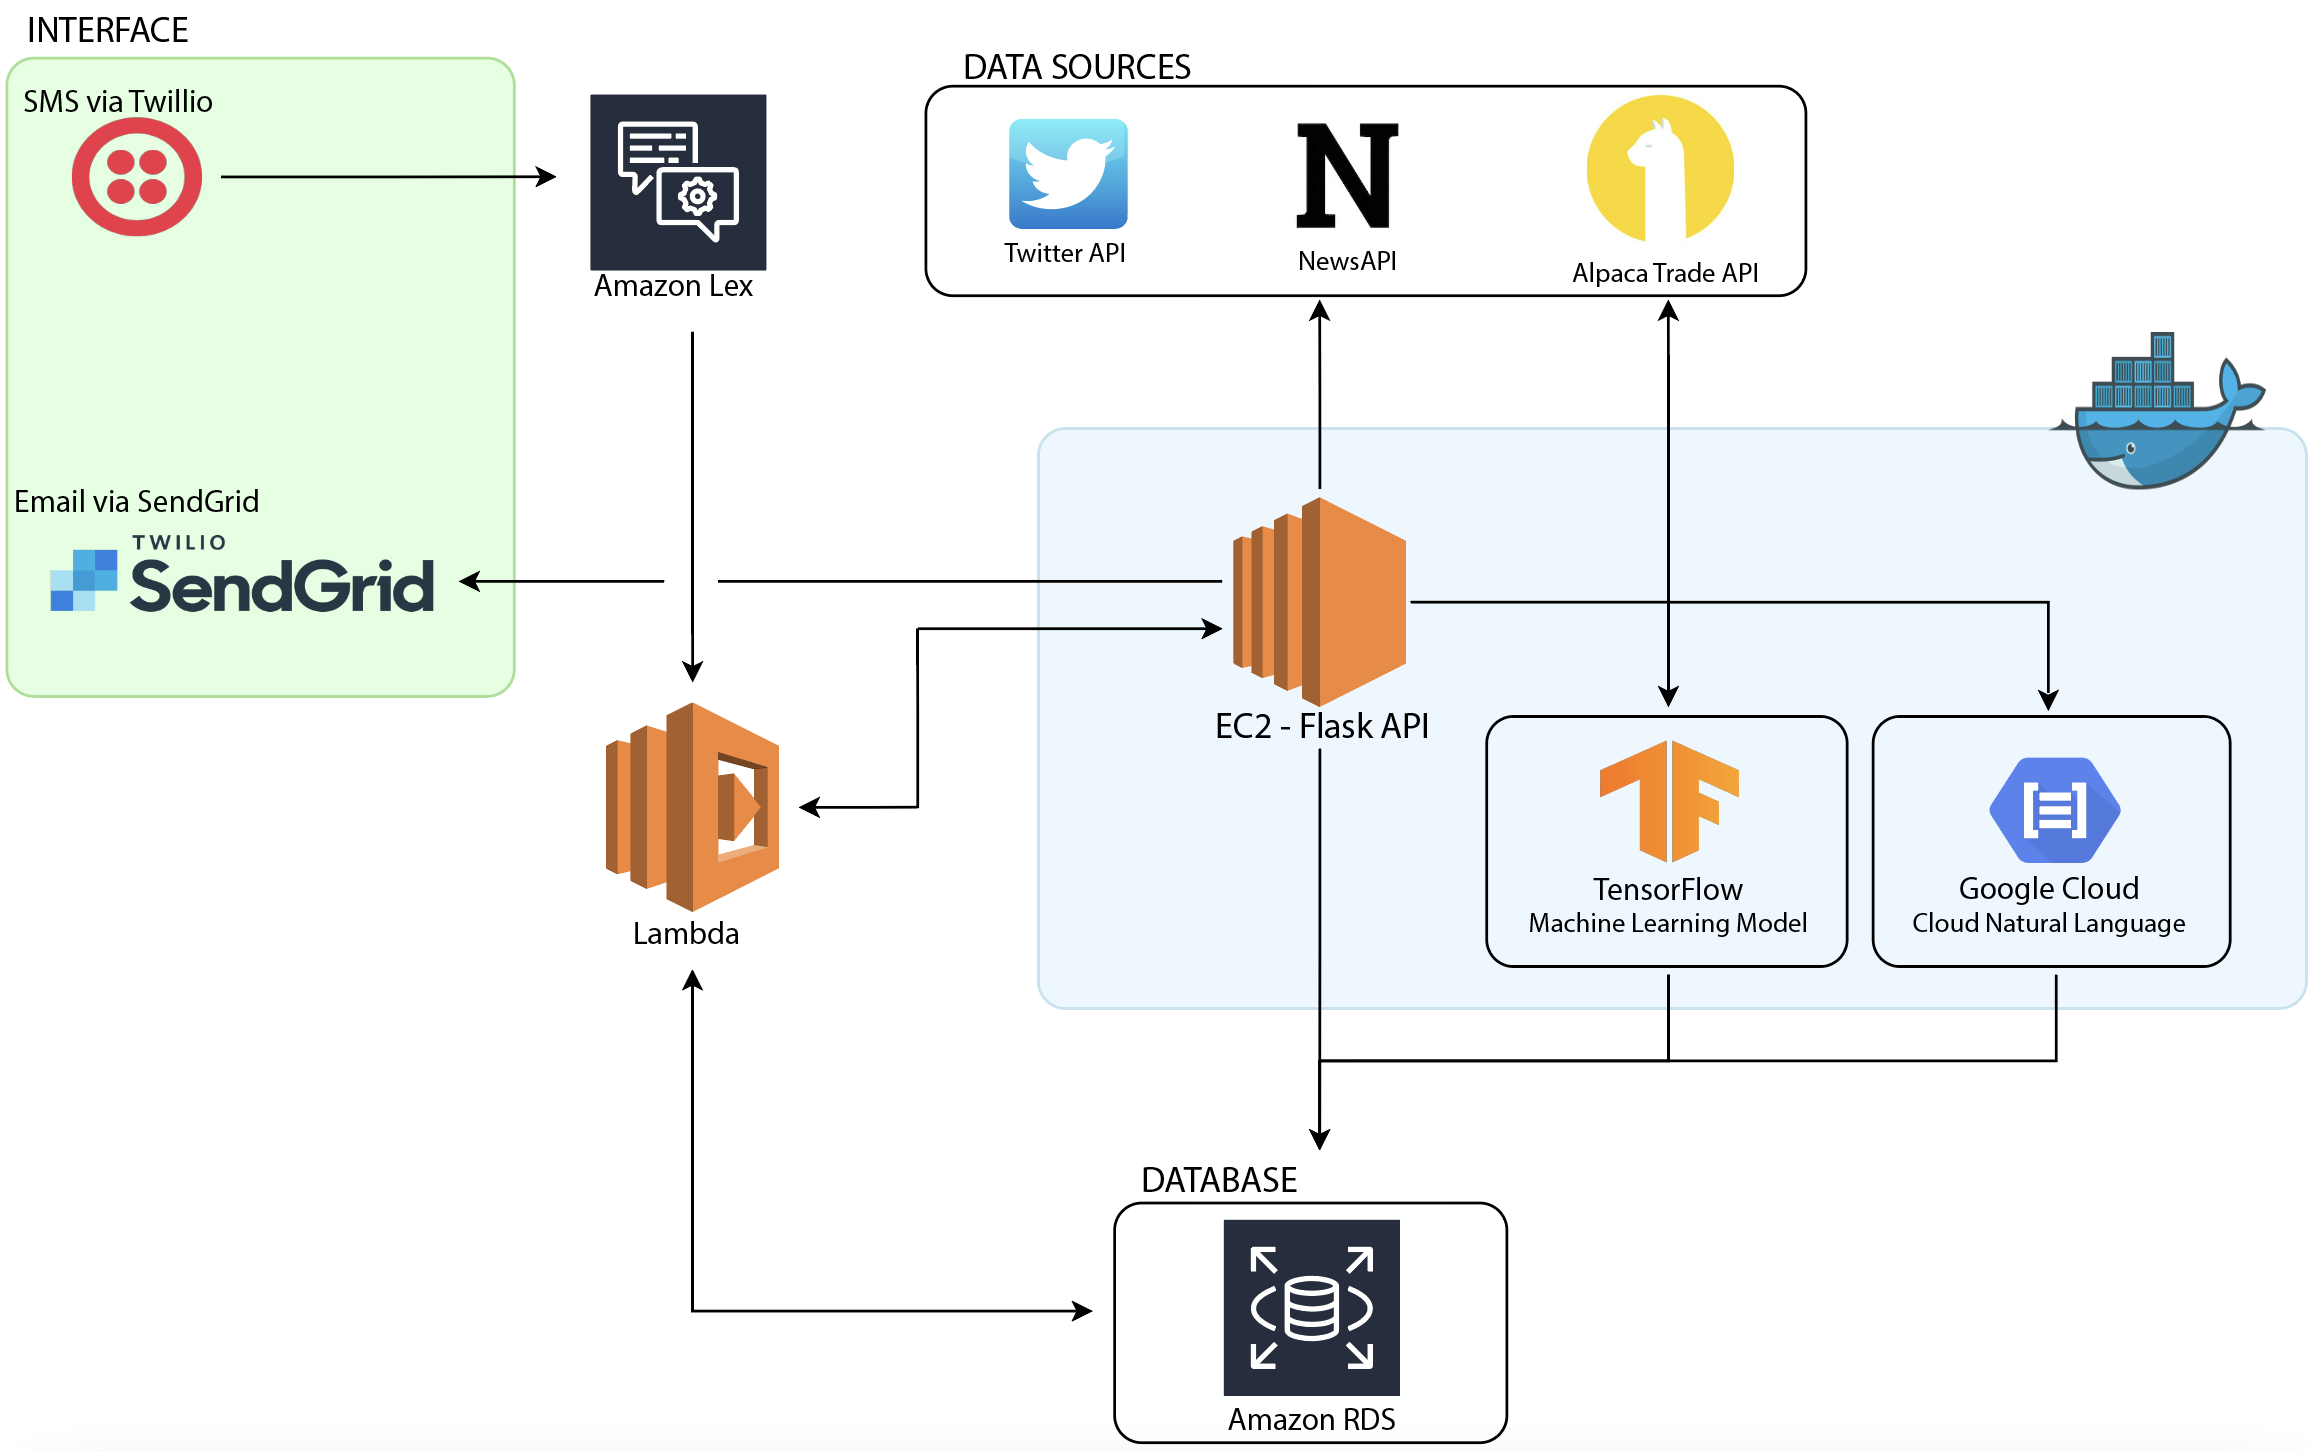 INTERFACE
SMS via Twillio
Amazon Lex
DATA SOURCES
Twitter API
N
NewsAPI
Alpaca Trade API
Email via SendGrid
TWILIO
SendGrid
EC2 - Flask API
Lambda
TensorFlow
Machine Learning Model
Google Cloud
Cloud Natural Language
DATABASE
Amazon RDS